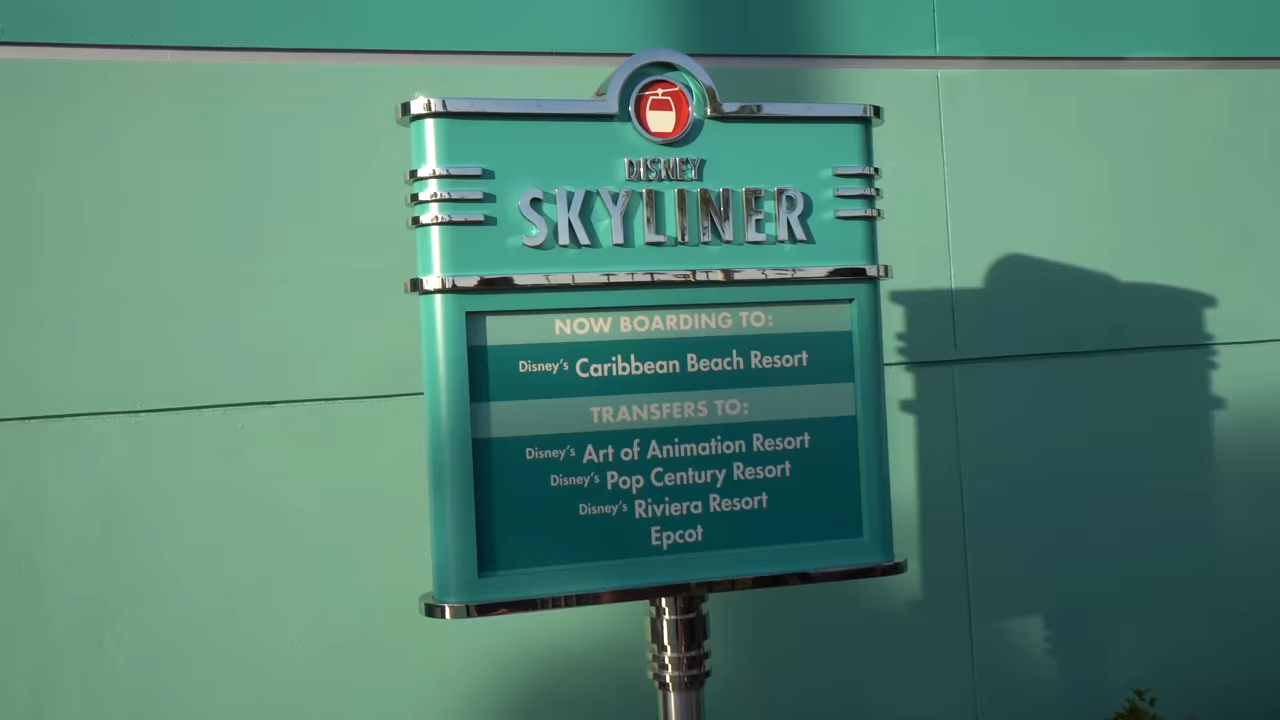 DISNEY
SKYLINER
NOW BOARDING TO:
Disney's Caribbean Beach Resort
TRANSFERS TO:
Disney's Art of Animation Resort
Disney's Pop Century Resort
Disney's Riviera Resort
Epcot